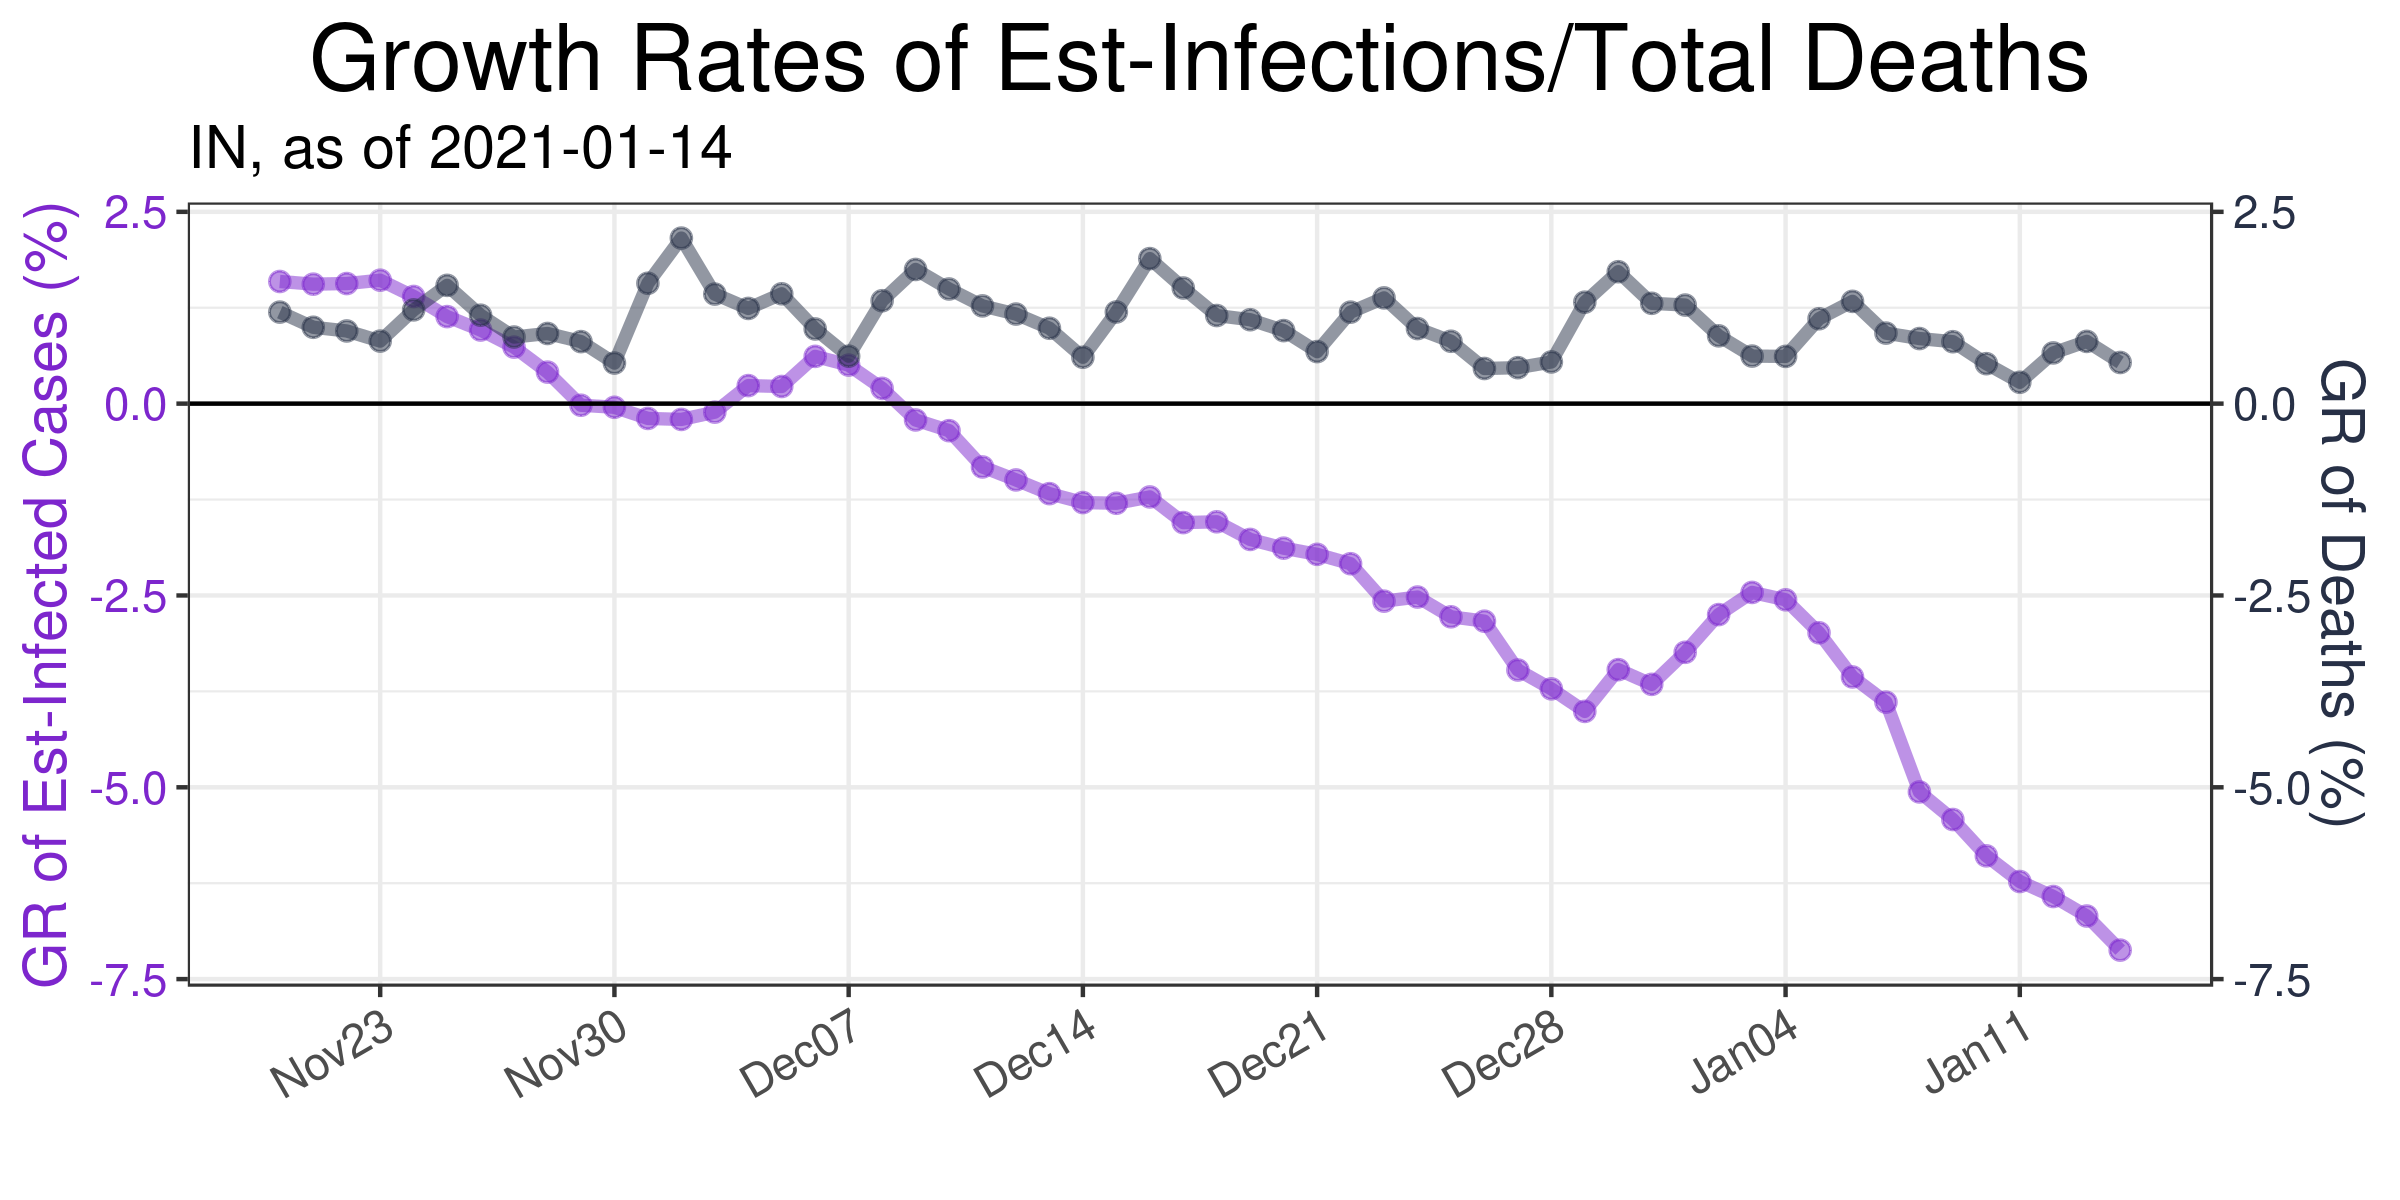 Growth Rates of Est-Infections/Total Deaths
IN, as of 2021-01-14
GR of Est-Infected Cases (%)
2.5
0.0
-2.5
-5.0
-7.5
2.5
0.0
-2.5
-5.0
-7.5
GR of Deaths (%)
Nov23
Nov30
Dec07
Dec14
Dec21
Dec28
Jan04
Jan11